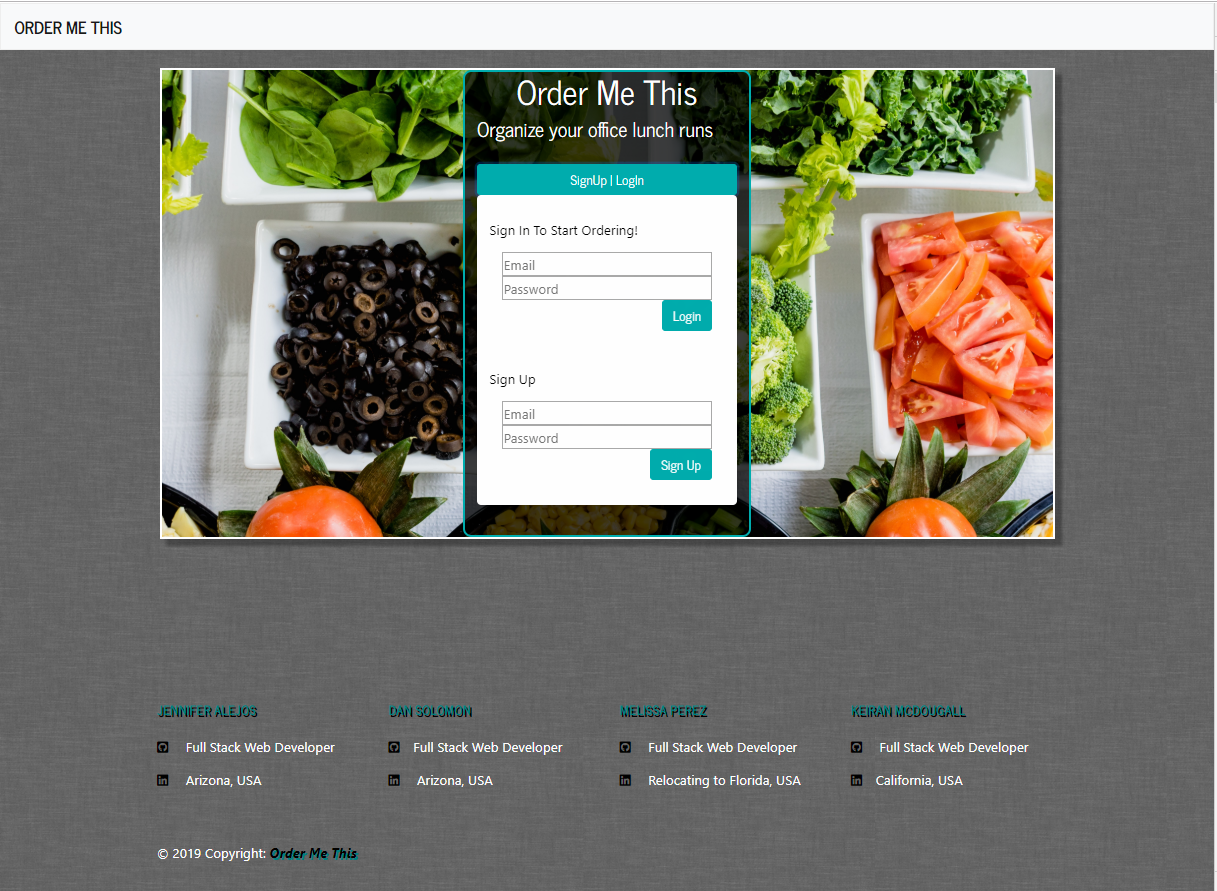 ORDER ME THIS
Order Me This
Organize your office lunch runs
SignUp | LogIn
Sign In To Start Ordering!
Email
Password
Login
Sign Up
Email
Password
Sign Up
JENNIFER ALEJOS
Full Stack Web Developer
Arizona, USA
DAN SOLOMON
Full Stack Web Developer
Arizona, USA
MELISSA PEREZ
Full Stack Web Developer
Relocating to Florida, USA
KEIRAN MCDOUGALL
Full Stack Web Developer
California, USA
© 2019 Copyright: Order Me This